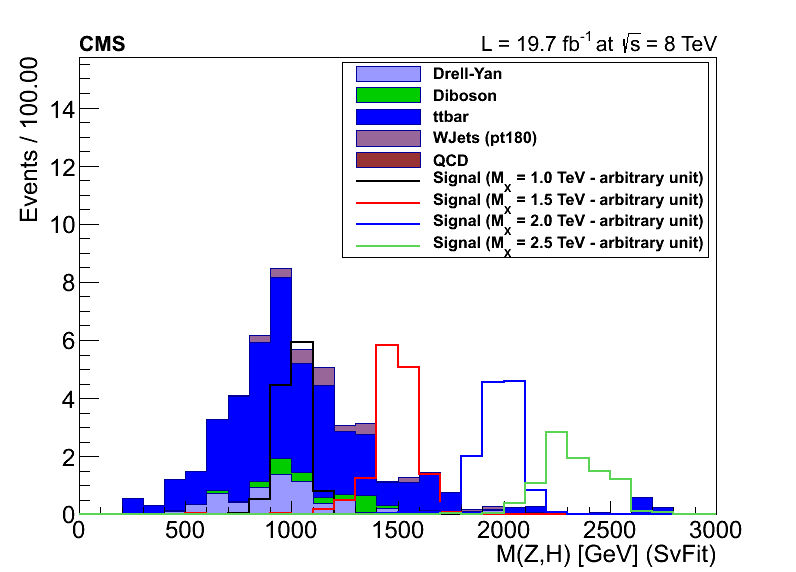 CMS L = 19.7 fb⁻¹ at √s = 8 TeV
Events / 100.00
14
12
10
8
6
4
2
0
Drell-Yan
Diboson
ttbar
WJets (pt180)
QCD
Signal (Mₓ = 1.0 TeV - arbitrary unit)
Signal (Mₓ = 1.5 TeV - arbitrary unit)
Signal (Mₓ = 2.0 TeV - arbitrary unit)
Signal (Mₓ = 2.5 TeV - arbitrary unit)
0 500 1000 1500 2000 2500 3000
M(Z,H) [GeV] (SvFit)